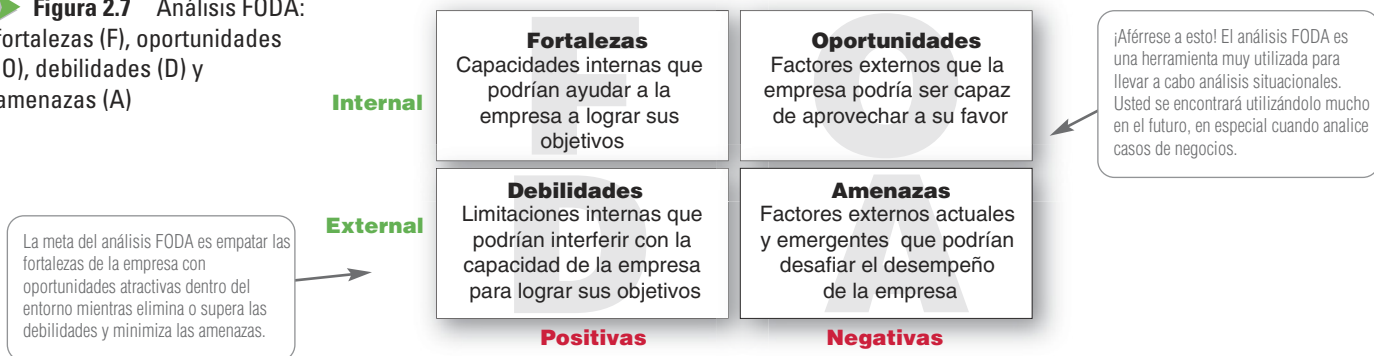 Figura 2.7 Análisis FODA:
fortalezas (F), oportunidades
(O), debilidades (D) y
amenazas (A)
Internal
External
Fortalezas
Capacidades internas que
podrían ayudar a la
empresa a lograr sus
objetivos
Oportunidades
Factores externos que la
empresa podría ser capaz
de aprovechar a su favor
Debilidades
Limitaciones internas que
podrían interferir con la
capacidad de la empresa
para lograr sus objetivos
Amenazas
Factores externos actuales
y emergentes que podrían
desafiar el desempeño
de la empresa
Positivas
Negativas
¡Aférrese a esto! El análisis FODA es
una herramienta muy utilizada para
llevar a cabo análisis situacionales.
Usted se encontrará utilizándolo mucho
en el futuro, en especial cuando analice
casos de negocios.
La meta del análisis FODA es empatar las
fortalezas de la empresa con
oportunidades atractivas dentro del
entorno mientras elimina o supera las
debilidades y minimiza las amenazas.
F
O
D
A